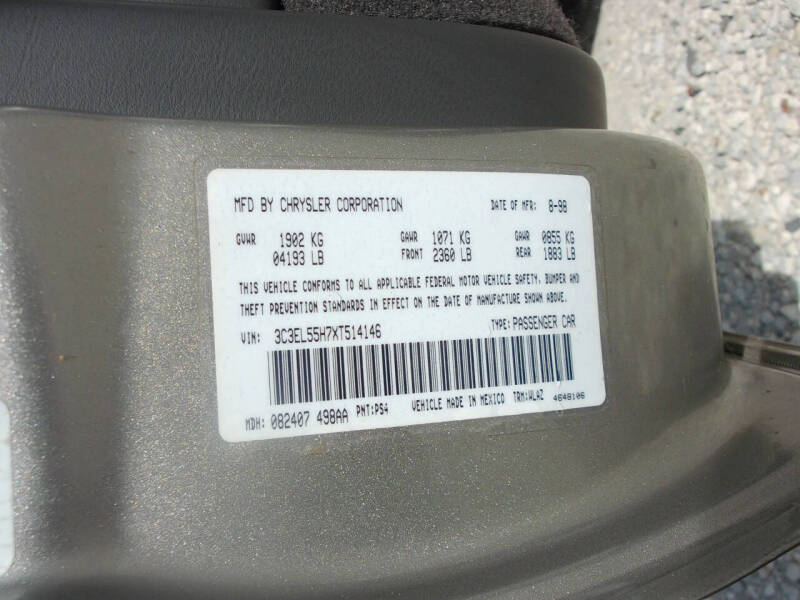 MFD BY CHRYSLER CORPORATION DATE OF MFR: 8-98
GVWR 1902 KG GAWR 1071 KG GAWR 0855 KG
04193 LB FRONT 2360 LB REAR 1883 LB
THIS VEHICLE CONFORMS TO ALL APPLICABLE FEDERAL MOTOR VEHICLE SAFETY, BUMPER AND
THEFT PREVENTION STANDARDS IN EFFECT ON THE DATE OF MANUFACTURE SHOWN ABOVE.
VIN: 3C3EL55H7XT514146 TYPE: PASSENGER CAR
MDH: 082407 498AA PNT: PS4 VEHICLE MADE IN MEXICO TRM: WLAZ 4648106